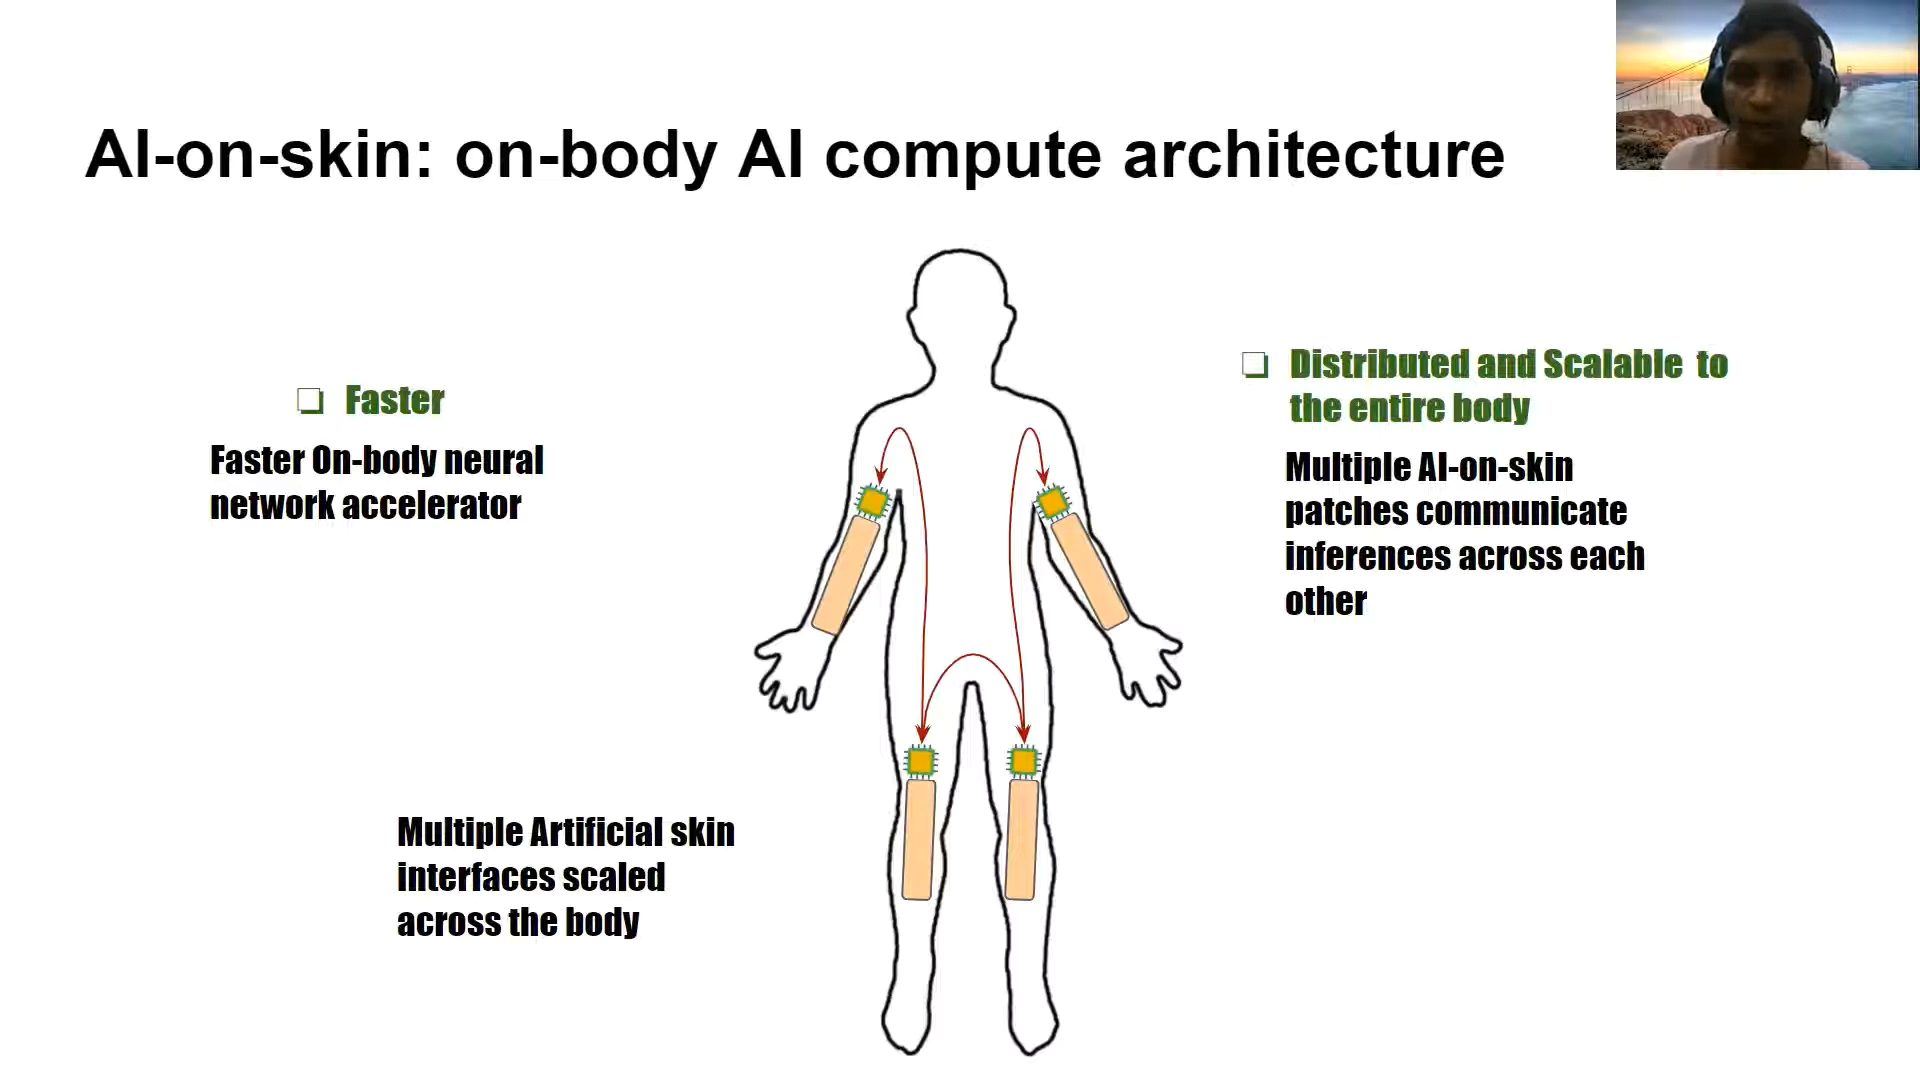 AI-on-skin: on-body AI compute architecture
Faster
Faster On-body neural
network accelerator
Distributed and Scalable to
the entire body
Multiple AI-on-skin
patches communicate
inferences across each
other
Multiple Artificial skin
interfaces scaled
across the body